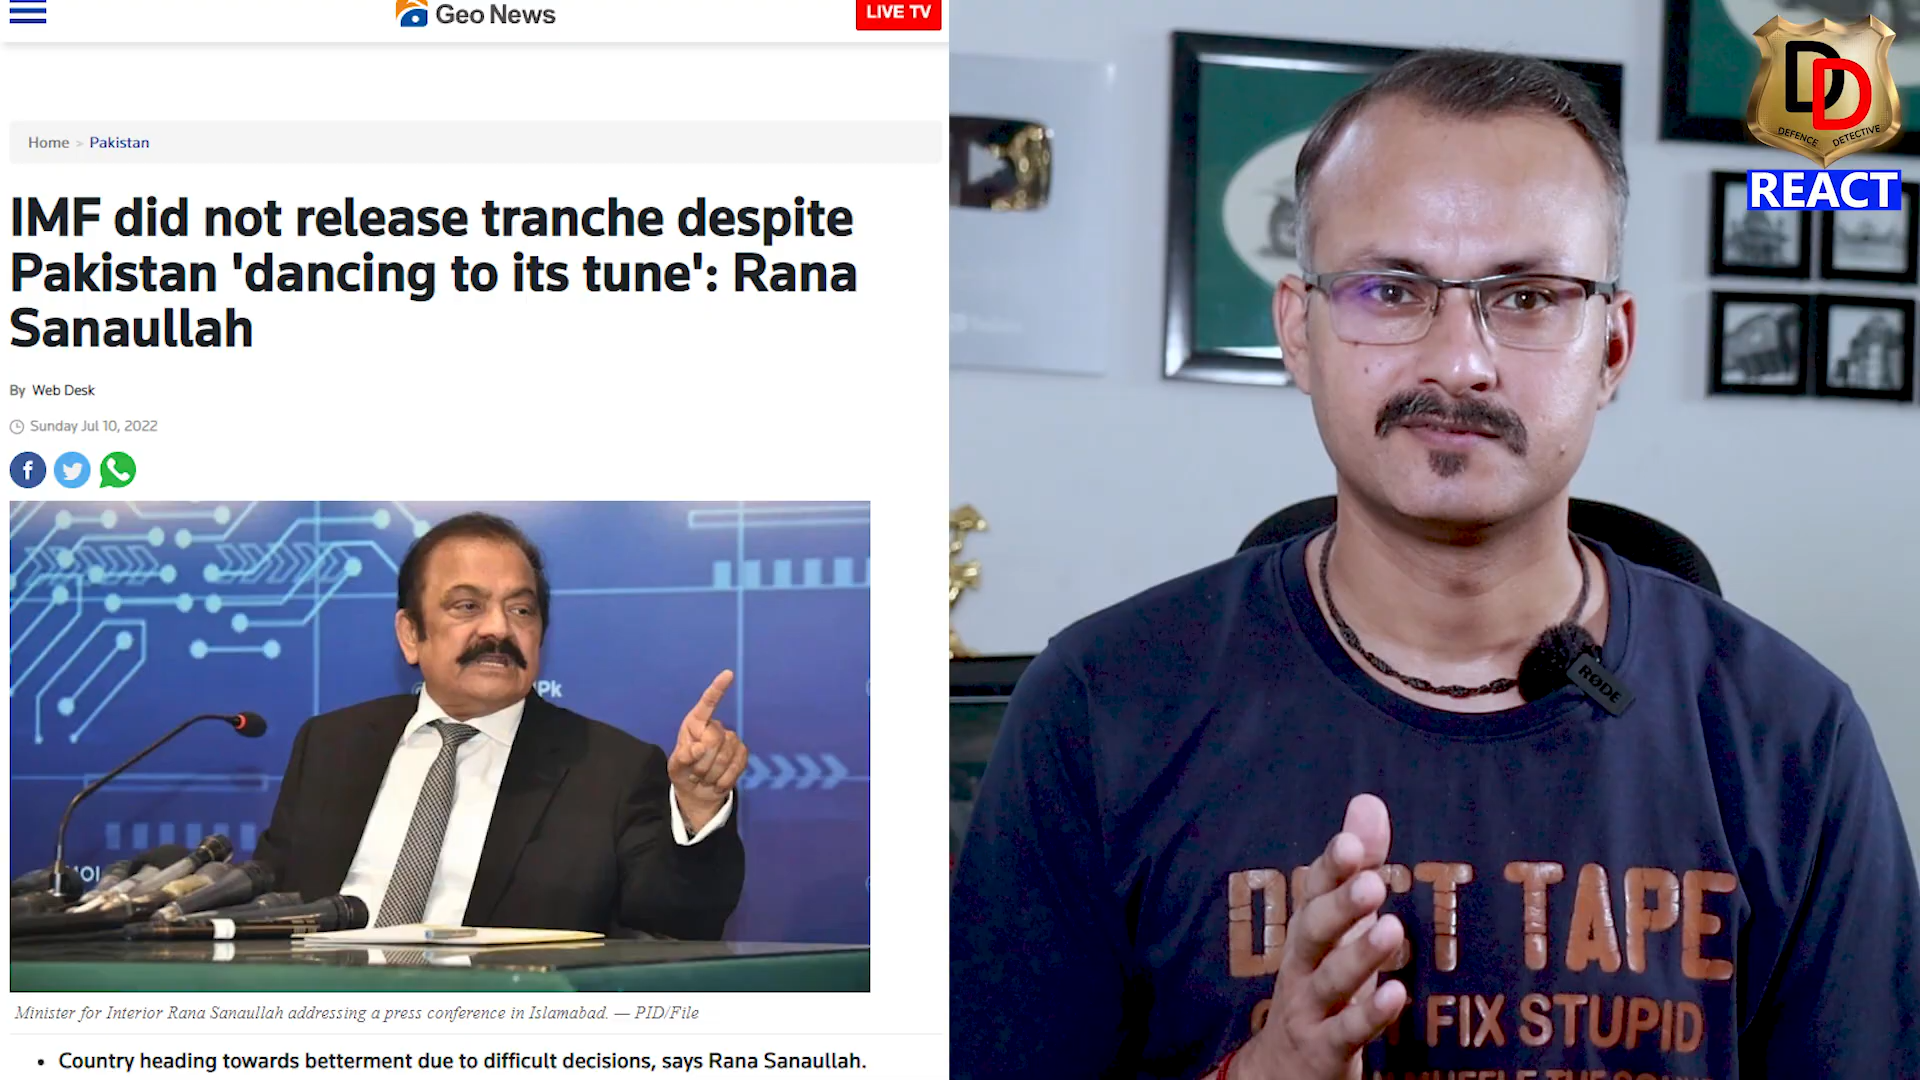 Geo News
LIVE TV
Home > Pakistan
IMF did not release tranche despite
Pakistan 'dancing to its tune': Rana
Sanaullah
By Web Desk
Sunday Jul 10, 2022
Minister for Interior Rana Sanaullah addressing a press conference in Islamabad. — PID/File
• Country heading towards betterment due to difficult decisions, says Rana Sanaullah.
DD
DEFENCE DETECTIVE
REACT
RØDE
TAPE
FIX STUPID